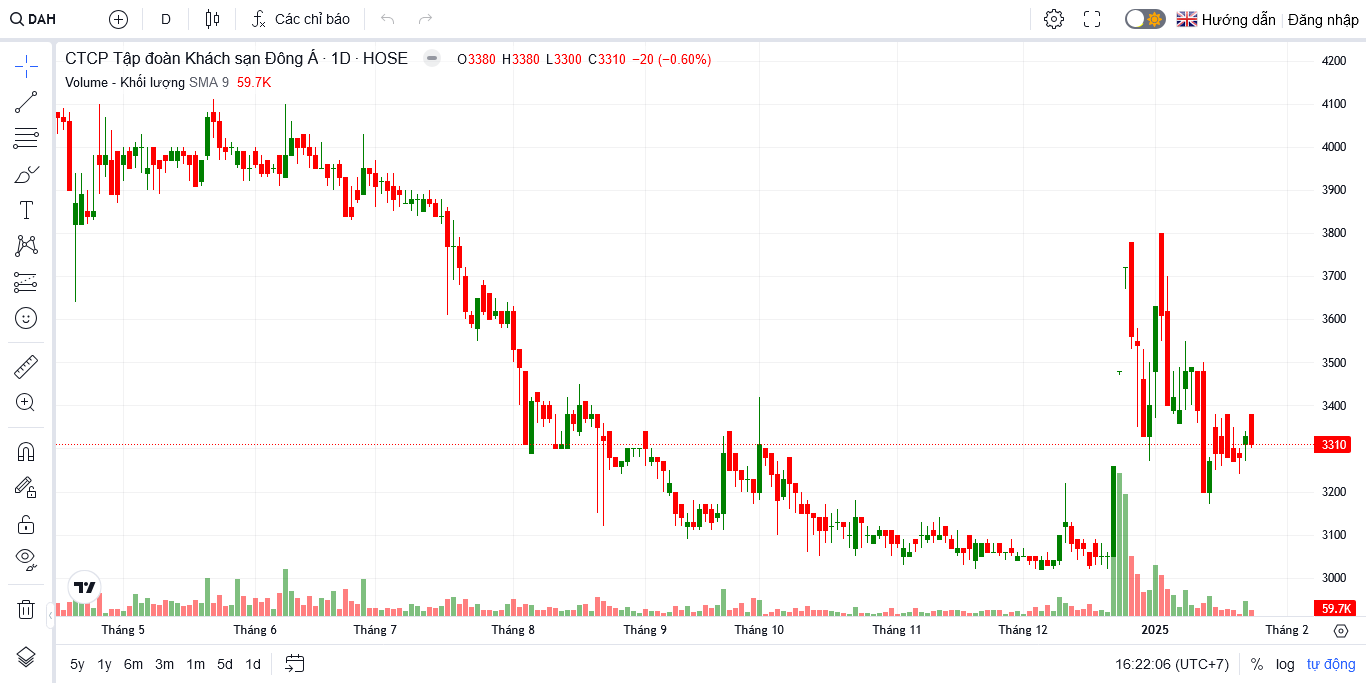 DAH D Các chỉ báo Hướng dẫn Đăng nhập
CTCP Tập đoàn Khách sạn Đông Á · 1D · HOSE O3380 H3380 L3300 C3310 −20 (−0.60%)
Volume - Khối lượng SMA 9 59.7K
4200
4100
4000
3900
3800
3700
3600
3500
3400
3310
3200
3100
3000
59.7K
Tháng 5 Tháng 6 Tháng 7 Tháng 8 Tháng 9 Tháng 10 Tháng 11 Tháng 12 2025 Tháng 2
5y 1y 6m 3m 1m 5d 1d 16:22:06 (UTC+7) % log tự động